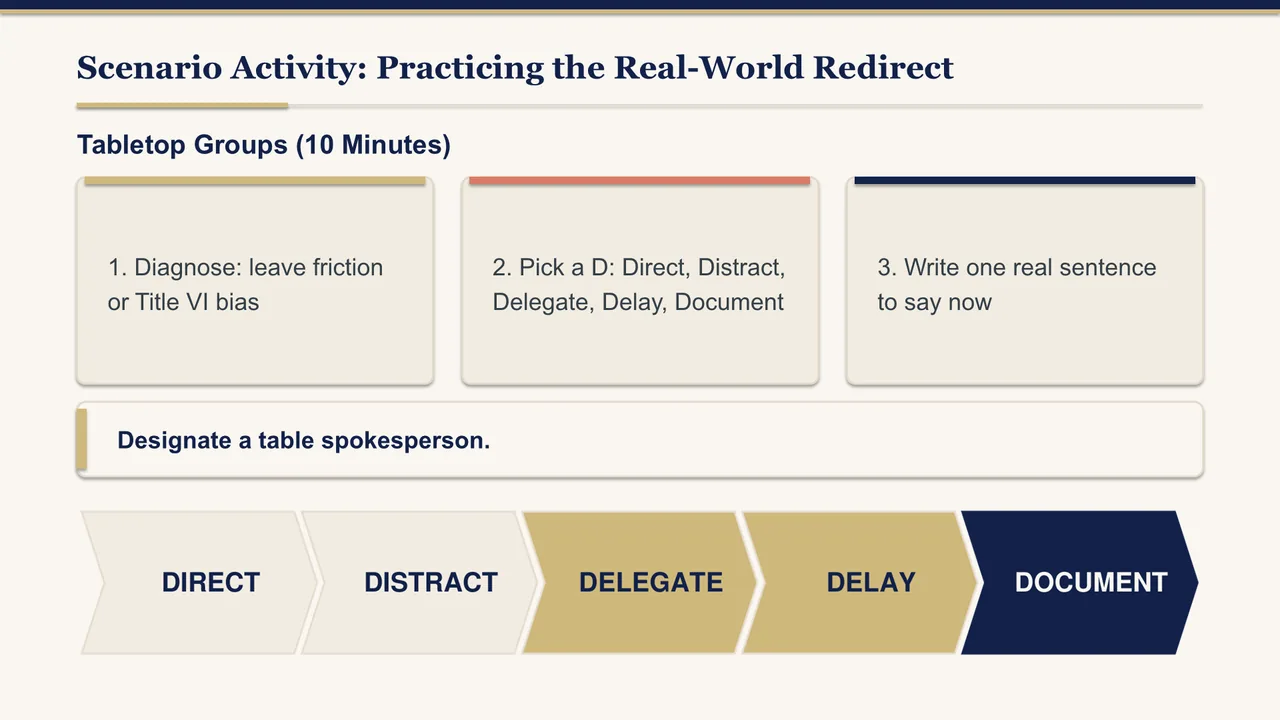 Scenario Activity: Practicing the Real-World Redirect
Tabletop Groups (10 Minutes)
1. Diagnose: leave friction
or Title VI bias
2. Pick a D: Direct, Distract,
Delegate, Delay, Document
3. Write one real sentence
to say now
Designate a table spokesperson.
DIRECT
DISTRACT
DELEGATE
DELAY
DOCUMENT